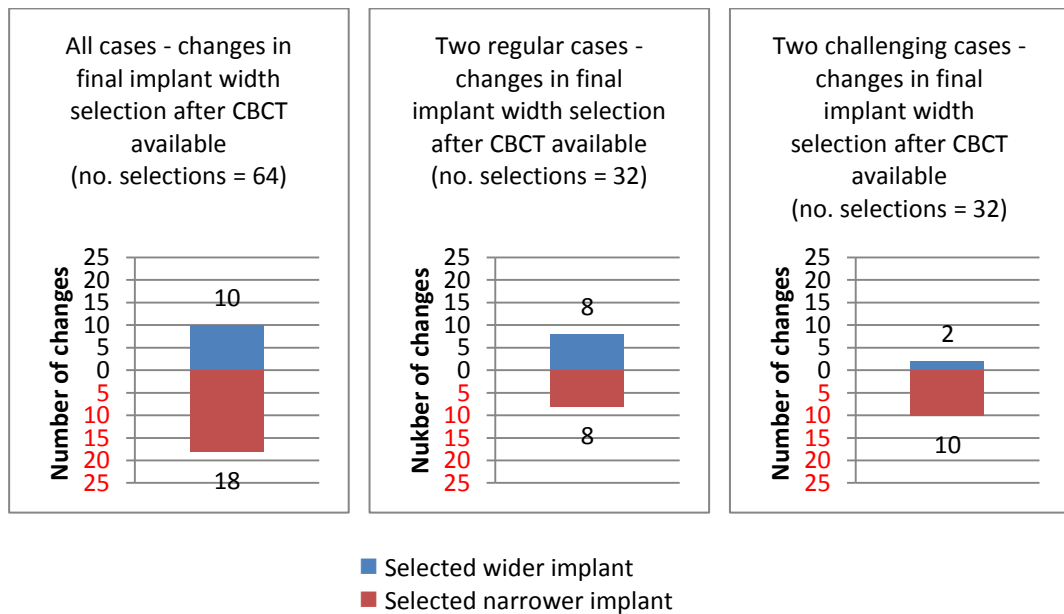 All cases - changes in
final implant width
selection after CBCT
available
(no. selections = 64)
Number of changes
25
20
15
10
5
0
5
10
15
20
25
10
18
Two regular cases -
changes in final
implant width selection
after CBCT available
(no. selections = 32)
Nukber of changes
25
20
15
10
5
0
5
10
15
20
25
8
8
Two challenging cases -
changes in final
implant width
selection after CBCT
available
(no. selections = 32)
Number of changes
25
20
15
10
5
0
5
10
15
20
25
2
10
Selected wider implant
Selected narrower implant